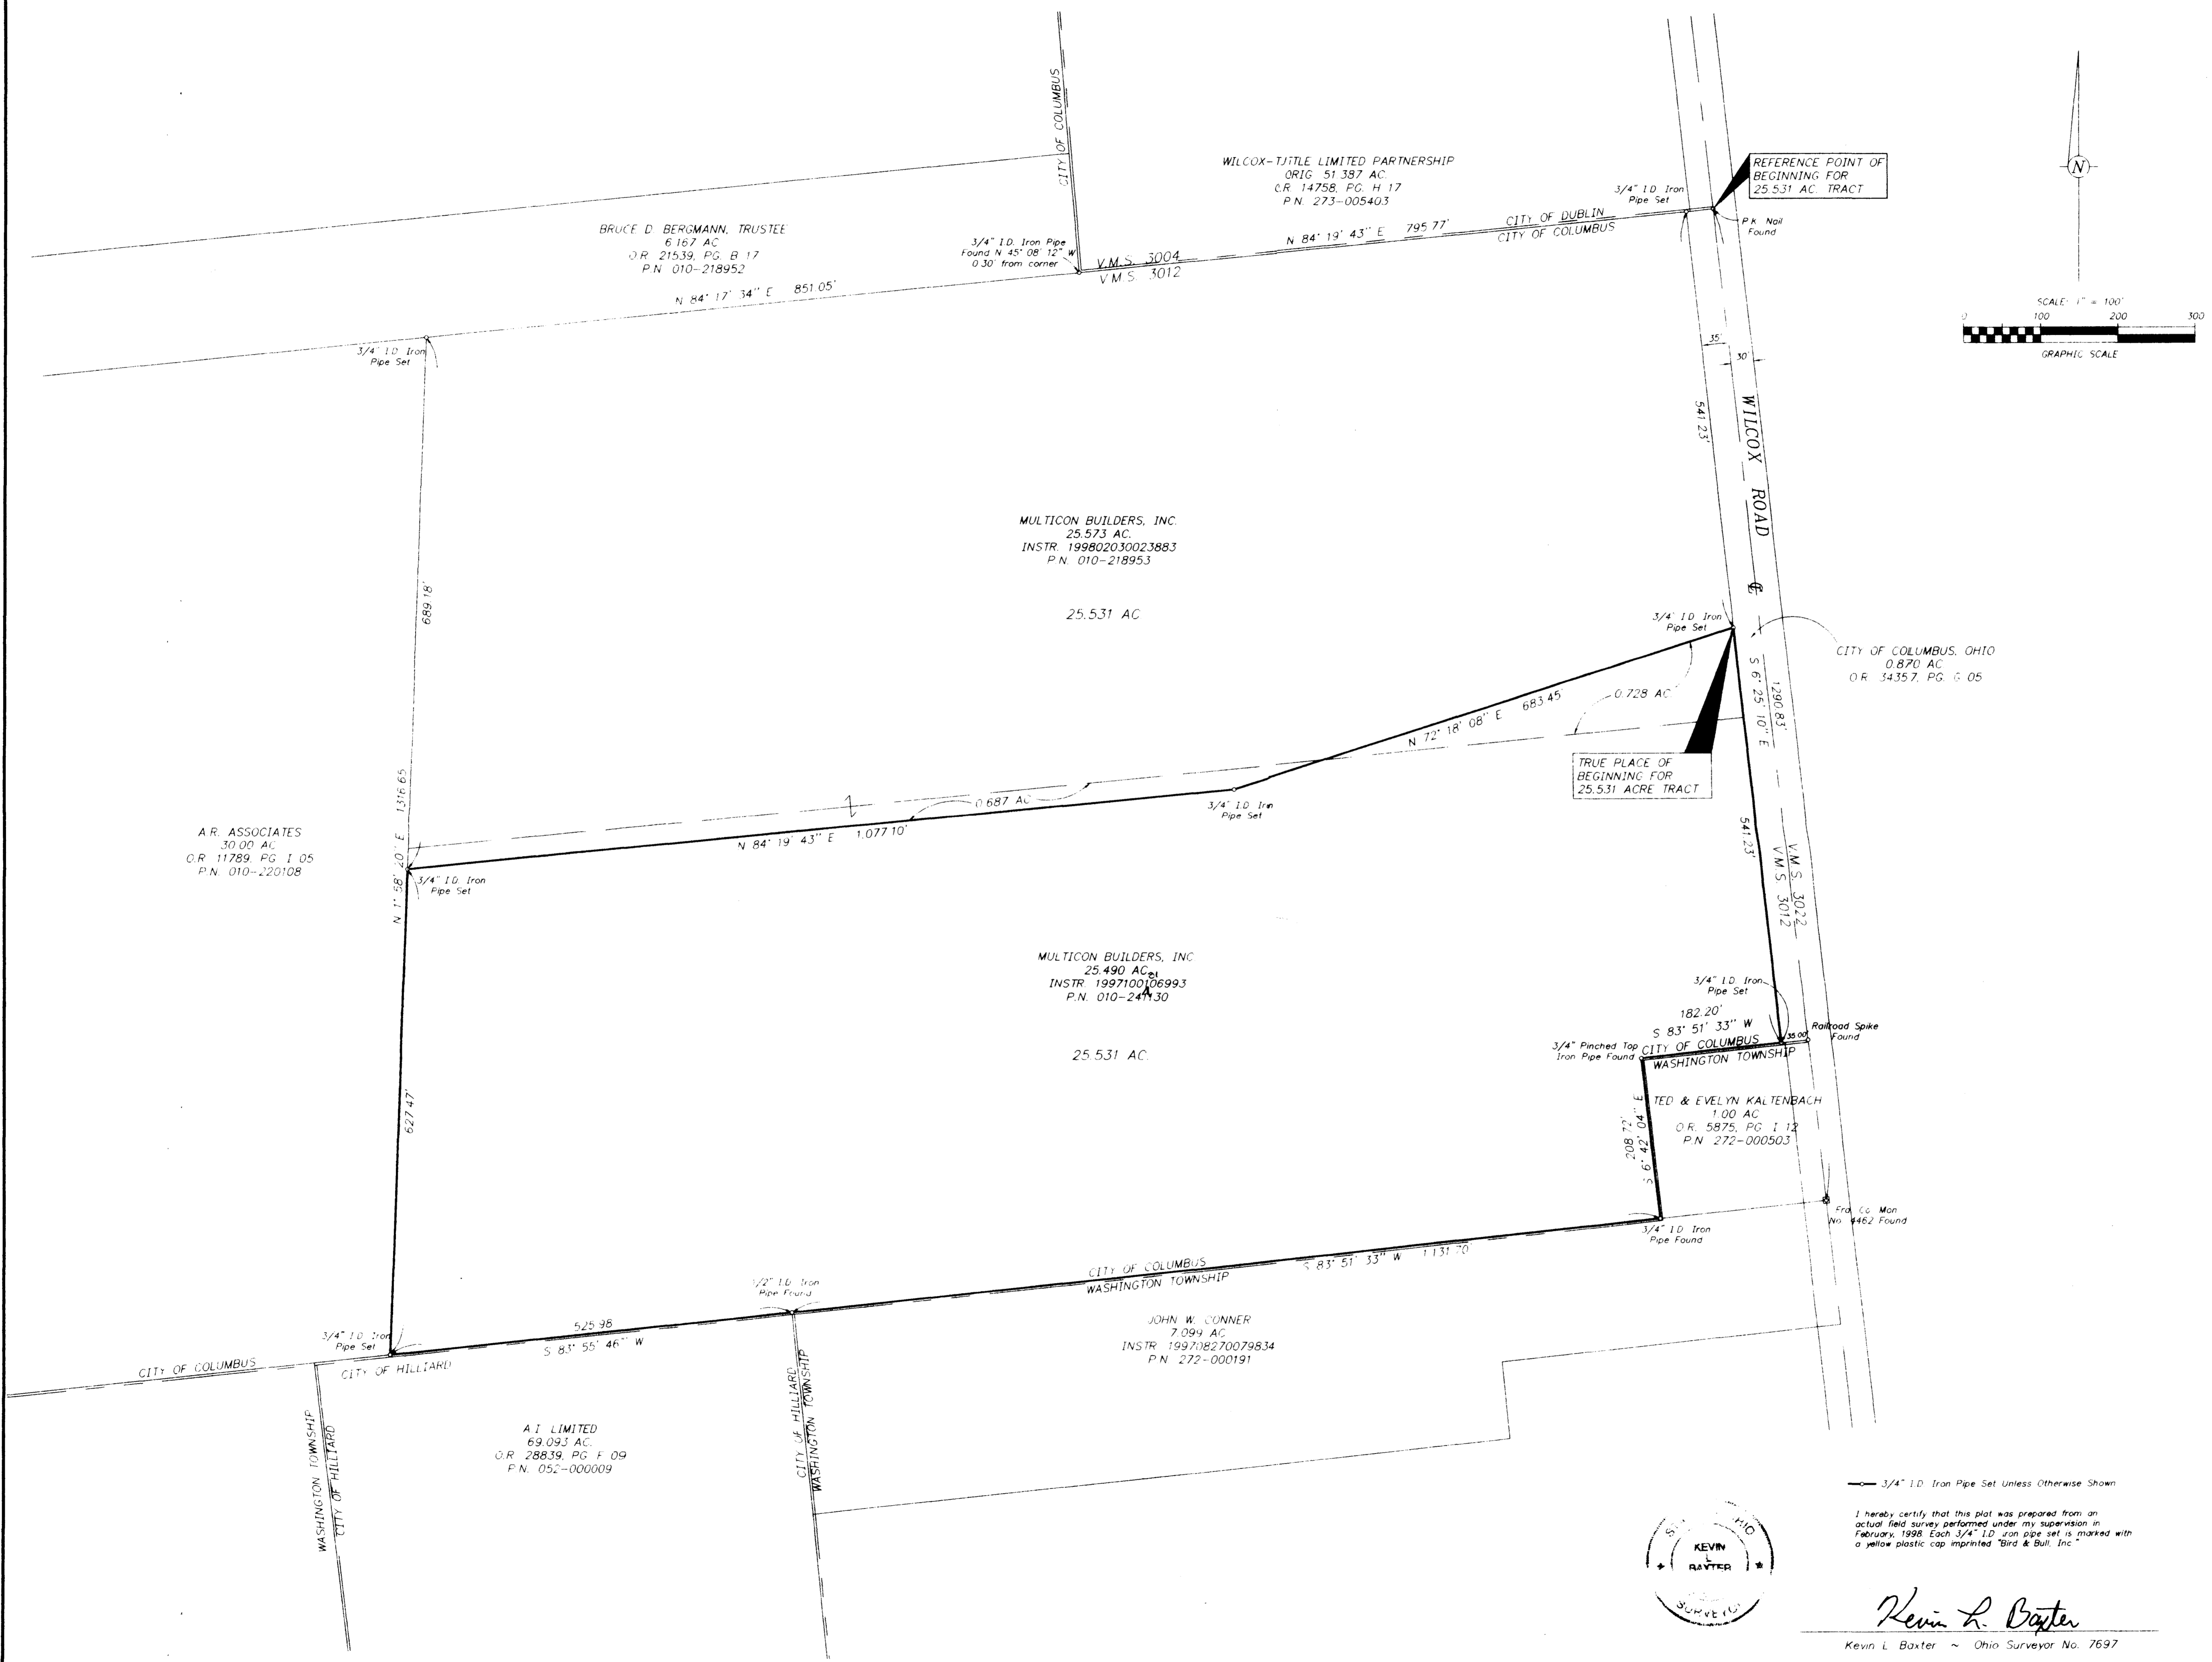 CITY OF COLUMBUS
WILCOX-TUTTLE LIMITED PARTNERSHIP
ORIG. 51.387 AC.
O.R. 14758, PG. H 17
P.N. 273-005403
REFERENCE POINT OF
BEGINNING FOR
25.531 AC. TRACT
3/4" I.D. Iron
Pipe Set
P.K. Nail
Found
N
BRUCE D. BERGMANN, TRUSTEE
6.167 AC
O.R. 21539, PG. B 17
P.N. 010-218952
3/4" I.D. Iron Pipe
Found N 45° 08' 12" W
0.30' from corner
N 84° 19' 43" E 795.77'
CITY OF DUBLIN
CITY OF COLUMBUS
V.M.S. 3004
V.M.S. 3012
N 84° 17' 34" E 851.05'
SCALE: 1" = 100'
0 100 200 300
GRAPHIC SCALE
3/4" I.D. Iron
Pipe Set
35'
30'
541.23'
WILCOX ROAD ℄
MULTICON BUILDERS, INC.
25.573 AC.
INSTR. 199802030023883
P.N. 010-218953
25.531 AC
689.18'
3/4" I.D. Iron
Pipe Set
CITY OF COLUMBUS, OHIO
0.870 AC
O.R. 34357, PG. G 05
S 6° 25' 10" E
1290.83'
N 72° 18' 08" E 683.45'
0.728 AC
TRUE PLACE OF
BEGINNING FOR
25.531 ACRE TRACT
0.687 AC
3/4" I.D. Iron
Pipe Set
N 84° 19' 43" E 1,077.10'
N 1° 58' 20" E 1316.65
A.R. ASSOCIATES
30.00 AC
O.R. 11789, PG. I 05
P.N. 010-220108
3/4" I.D. Iron
Pipe Set
541.23'
V.M.S. 3022
V.M.S. 3012
MULTICON BUILDERS, INC
25.490 AC.
INSTR. 1997100106993
P.N. 010-241130
25.531 AC.
3/4" I.D. Iron
Pipe Set
182.20'
S 83° 51' 33" W
35.00'
Railroad Spike
Found
3/4" Pinched Top
Iron Pipe Found
CITY OF COLUMBUS
WASHINGTON TOWNSHIP
TED & EVELYN KALTENBACH
1.00 AC
O.R. 5875, PG I 12
P.N. 272-000503
208.72'
S 6° 42' 04" E
627.47'
Fra. Co. Mon
No. 4462 Found
3/4" I.D. Iron
Pipe Found
CITY OF COLUMBUS
WASHINGTON TOWNSHIP
S 83° 51' 33" W 1131.70'
1/2" I.D. Iron
Pipe Found
525.98
S 83° 55' 46" W
3/4" I.D. Iron
Pipe Set
CITY OF COLUMBUS
CITY OF HILLIARD
JOHN W. CONNER
7.099 AC
INSTR. 199708270079834
P.N 272-000191
WASHINGTON TOWNSHIP
CITY OF HILLIARD
CITY OF HILLIARD
WASHINGTON TOWNSHIP
A.I. LIMITED
69.093 AC.
O.R. 28839, PG F 09
P.N. 052-000009
3/4" I.D. Iron Pipe Set Unless Otherwise Shown
I hereby certify that this plat was prepared from an
actual field survey performed under my supervision in
February, 1998. Each 3/4" I.D. iron pipe set is marked with
a yellow plastic cap imprinted "Bird & Bull, Inc."
KEVIN
L.
BAXTER
SURVEYOR
Kevin L. Baxter
Kevin L Baxter ~ Ohio Surveyor No. 7697